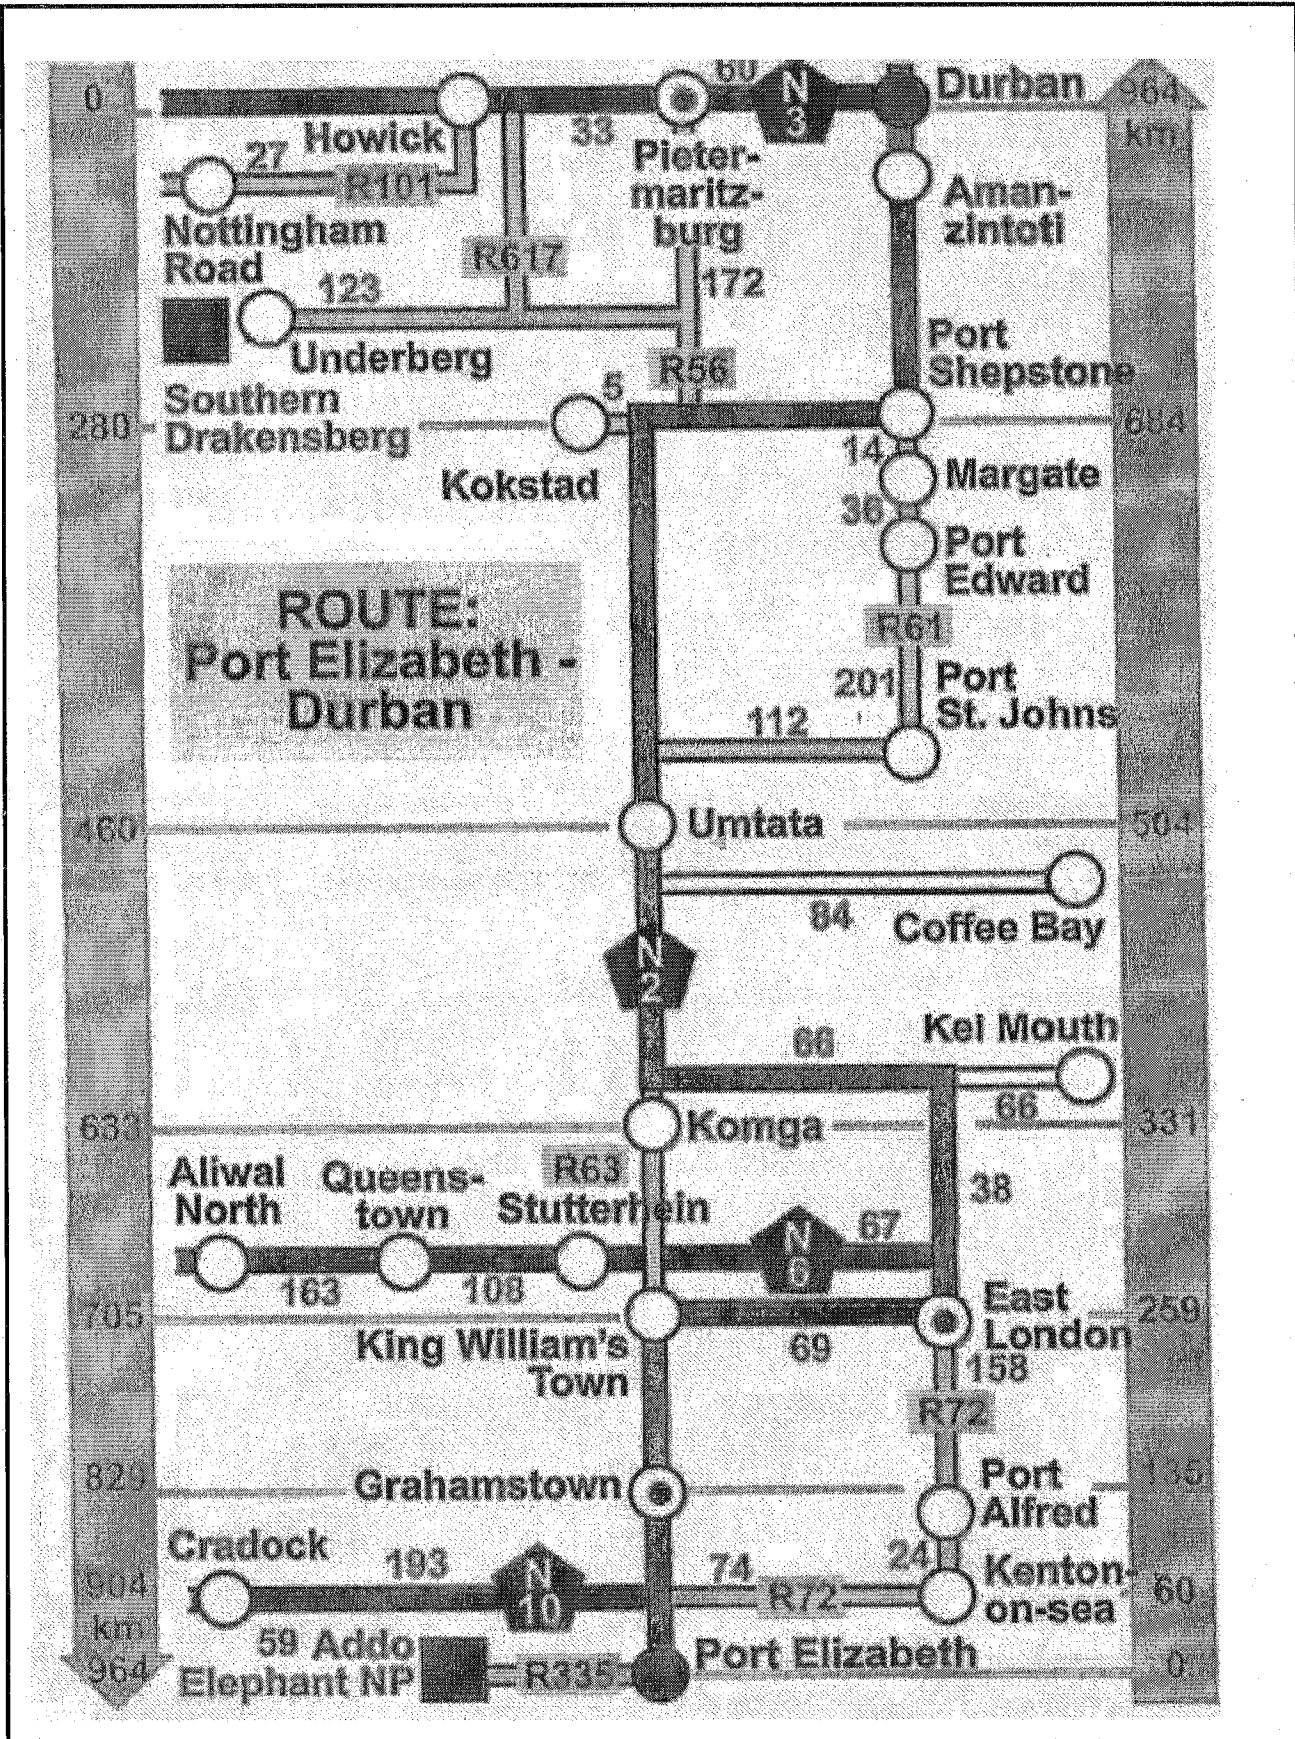 60
0
N
3
Durban
964
km
Howick
33
27
R101
Pieter-
maritz-
burg
Aman-
zintoti
Nottingham
Road
R617
172
123
Underberg
Port
Shepstone
R56
5
Southern
Drakensberg
280
684
Kokstad
14
Margate
36
Port
Edward
ROUTE:
Port Elizabeth -
Durban
R61
201
Port
St. Johns
112
460
Umtata
504
84
Coffee Bay
N
2
Kei Mouth
66
66
633
Komga
331
R63
Aliwal
North
Queens-
town
Stutterhein
38
67
N
6
163
108
705
East
London
259
King William's
Town
69
158
R72
829
Grahamstown
Port
Alfred
Cradock
193
N
10
74
R72
24
Kenton-
on-sea
904
km
60
59 Addo
Elephant NP
R335
Port Elizabeth
964
0